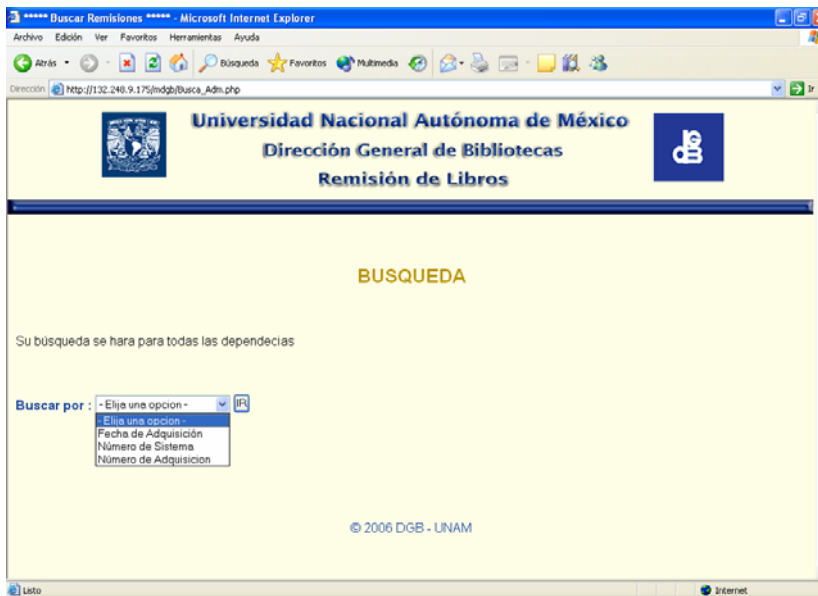 ***** Buscar Remisiones ***** - Microsoft Internet Explorer
Archivo Edición Ver Favoritos Herramientas Ayuda
Atrás Búsqueda Favoritos Multimedia
Dirección http://132.248.9.175/mdgb/Busca_Adm.php Ir
Universidad Nacional Autónoma de México
Dirección General de Bibliotecas
Remisión de Libros
BUSQUEDA
Su búsqueda se hara para todas las dependecias
Buscar por : - Elija una opcion - IR
- Elija una opcion -
Fecha de Adquisición
Número de Sistema
Número de Adquisicion
© 2006 DGB - UNAM
Listo Internet